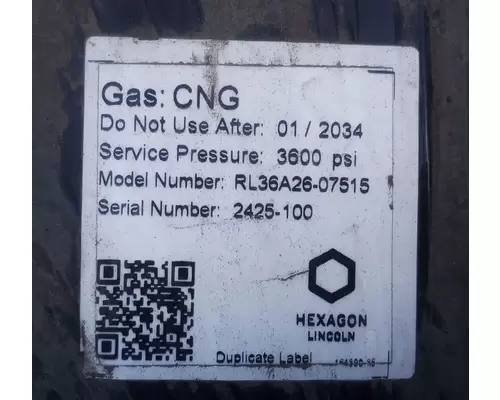 Gas: CNG
Do Not Use After: 01 / 2034
Service Pressure: 3600 psi
Model Number: RL36A26-07515
Serial Number: 2425-100
HEXAGON
LINCOLN
Duplicate Label